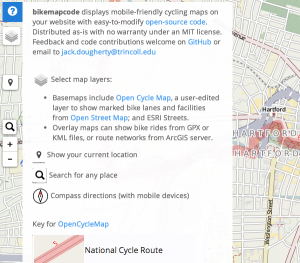 bikemapcode displays mobile-friendly cycling maps on
your website with easy-to-modify open-source code.
Distributed as-is with no warranty under an MIT license.
Feedback and code contributions welcome on GitHub or
email to jack.dougherty@trincoll.edu
Select map layers:
• Basemaps include Open Cycle Map, a user-edited
layer to show marked bike lanes and facilities
from Open Street Map; and ESRI Streets.
• Overlay maps can show bike rides from GPX or
KML files, or route networks from ArcGIS server.
Show your current location
Search for any place
Compass directions (with mobile devices)
Key for OpenCycleMap
National Cycle Route
?
+
-
Hartford
HARTFORD
Washington Street